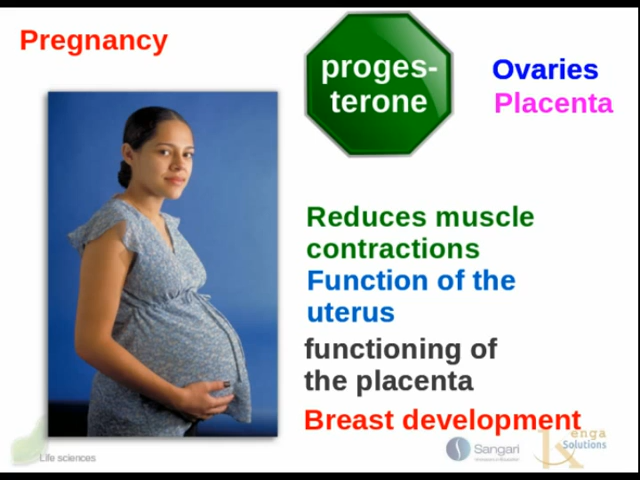 Pregnancy
proges-
terone
Ovaries
Placenta
Reduces muscle
contractions
Function of the
uterus
functioning of
the placenta
Breast development
Life sciences
Sangari
enga
Solutions